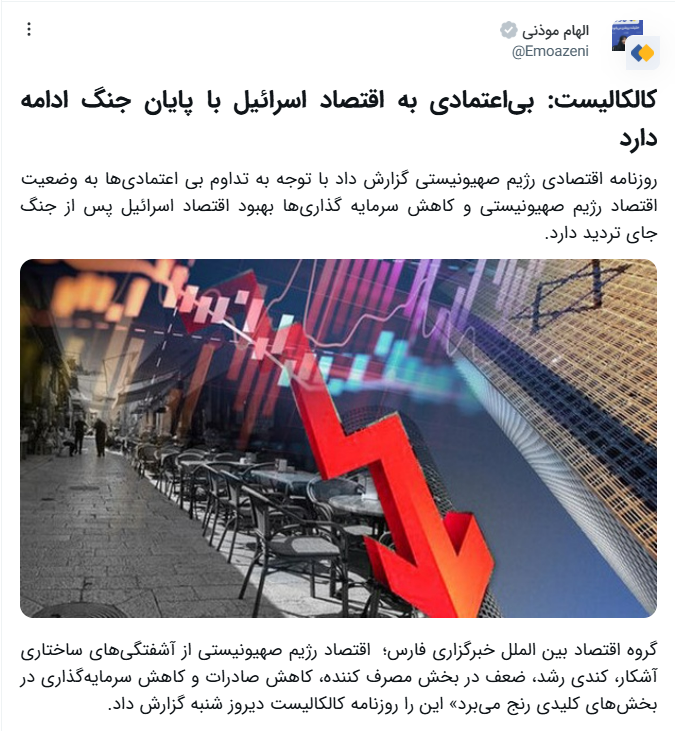 الهام موذنی
@Emoazeni
کالکالیست: بی‌اعتمادی به اقتصاد اسرائیل با پایان جنگ ادامه
دارد
روزنامه اقتصادی رژیم صهیونیستی گزارش داد با توجه به تداوم بی اعتمادی‌ها به وضعیت
اقتصاد رژیم صهیونیستی و کاهش سرمایه گذاری‌ها بهبود اقتصاد اسرائیل پس از جنگ
جای تردید دارد.
گروه اقتصاد بین الملل خبرگزاری فارس؛ اقتصاد رژیم صهیونیستی از آشفتگی‌های ساختاری
آشکار، کندی رشد، ضعف در بخش مصرف کننده، کاهش صادرات و کاهش سرمایه‌گذاری در
بخش‌های کلیدی رنج می‌برد» این را روزنامه کالکالیست دیروز شنبه گزارش داد.